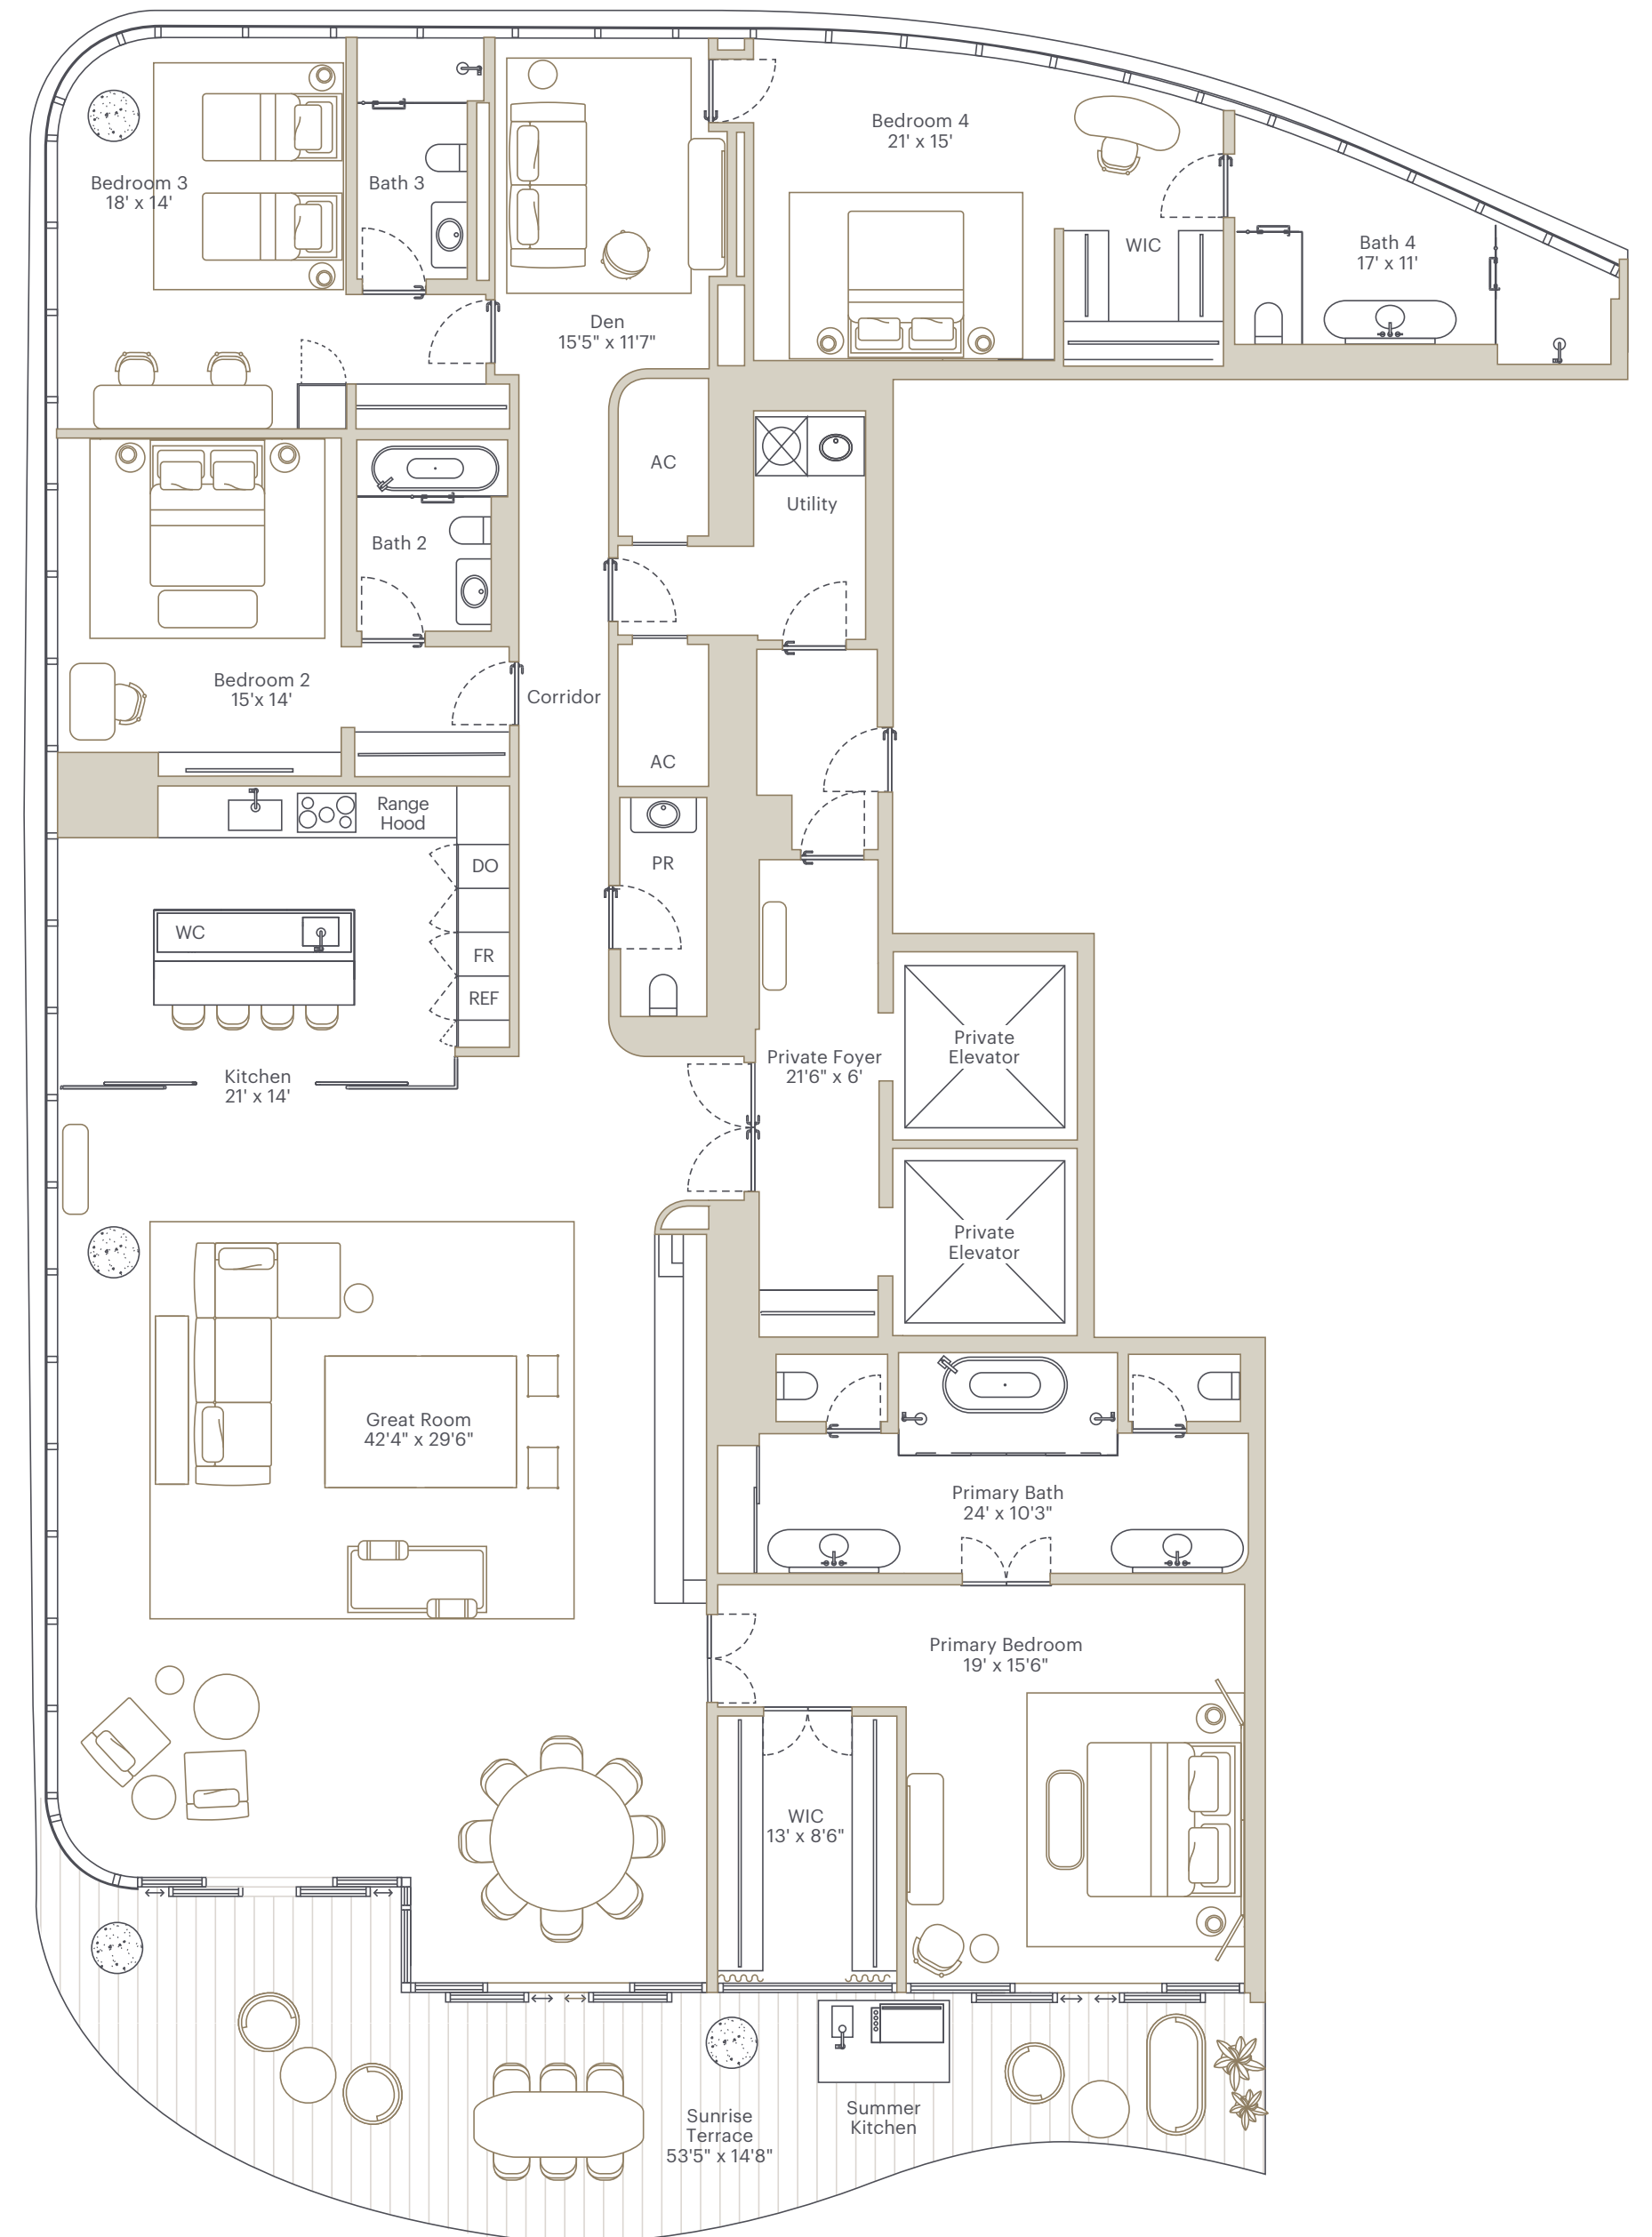 Bedroom 4
21' x 15'
Bedroom 3
18' x 14'
Bath 3
WIC
Bath 4
17' x 11'
Den
15'5" x 11'7"
AC
Utility
Bath 2
Bedroom 2
15'x 14'
Corridor
AC
Range
Hood
DO
PR
WC
FR
REF
Private
Elevator
Private Foyer
21'6" x 6'
Kitchen
21' x 14'
Private
Elevator
Great Room
42'4" x 29'6"
Primary Bath
24' x 10'3"
Primary Bedroom
19' x 15'6"
WIC
13' x 8'6"
Summer
Kitchen
Sunrise
Terrace
53'5" x 14'8"